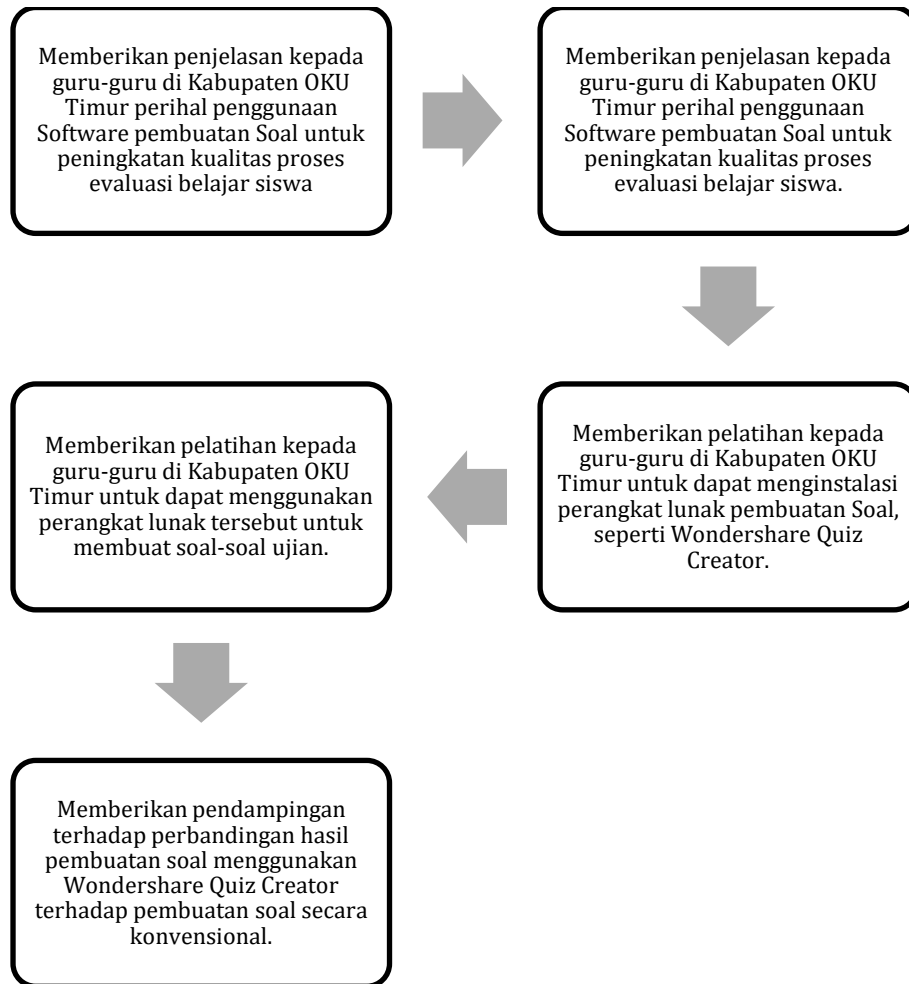 Memberikan penjelasan kepada
guru-guru di Kabupaten OKU
Timur perihal penggunaan
Software pembuatan Soal untuk
peningkatan kualitas proses
evaluasi belajar siswa
Memberikan penjelasan kepada
guru-guru di Kabupaten OKU
Timur perihal penggunaan
Software pembuatan Soal untuk
peningkatan kualitas proses
evaluasi belajar siswa.
Memberikan pelatihan kepada
guru-guru di Kabupaten OKU
Timur untuk dapat menginstalasi
perangkat lunak pembuatan Soal,
seperti Wondershare Quiz
Creator.
Memberikan pelatihan kepada
guru-guru di Kabupaten OKU
Timur untuk dapat menggunakan
perangkat lunak tersebut untuk
membuat soal-soal ujian.
Memberikan pendampingan
terhadap perbandingan hasil
pembuatan soal menggunakan
Wondershare Quiz Creator
terhadap pembuatan soal secara
konvensional.